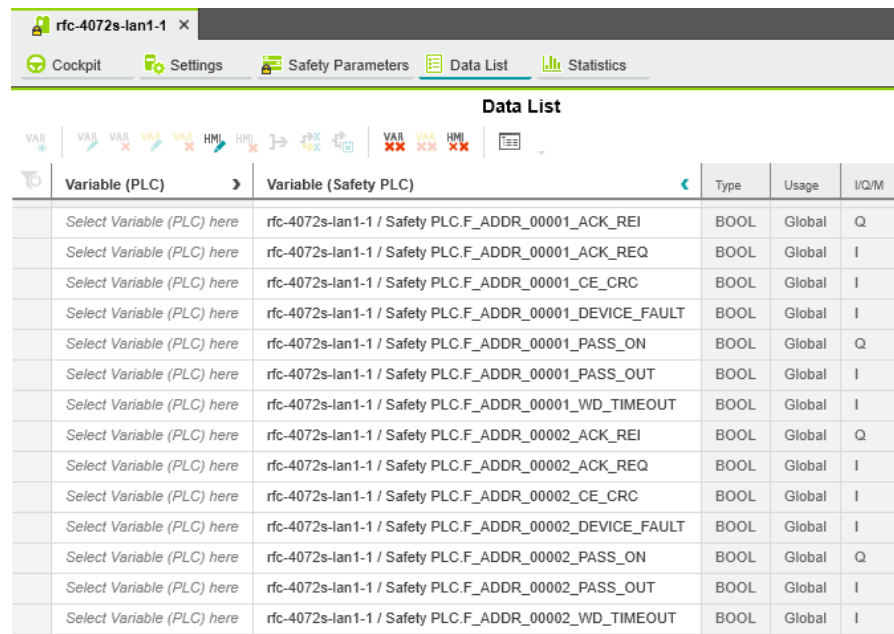 rfc-4072s-lan1-1 ×
Cockpit Settings Safety Parameters Data List Statistics
Data List
VAR VAR VAR VAR VAR HMI HMI VAR VAR HMI
Variable (PLC) Variable (Safety PLC) Type Usage I/Q/M
Select Variable (PLC) here rfc-4072s-lan1-1 / Safety PLC.F_ADDR_00001_ACK_REI BOOL Global Q
Select Variable (PLC) here rfc-4072s-lan1-1 / Safety PLC.F_ADDR_00001_ACK_REQ BOOL Global I
Select Variable (PLC) here rfc-4072s-lan1-1 / Safety PLC.F_ADDR_00001_CE_CRC BOOL Global I
Select Variable (PLC) here rfc-4072s-lan1-1 / Safety PLC.F_ADDR_00001_DEVICE_FAULT BOOL Global I
Select Variable (PLC) here rfc-4072s-lan1-1 / Safety PLC.F_ADDR_00001_PASS_ON BOOL Global Q
Select Variable (PLC) here rfc-4072s-lan1-1 / Safety PLC.F_ADDR_00001_PASS_OUT BOOL Global I
Select Variable (PLC) here rfc-4072s-lan1-1 / Safety PLC.F_ADDR_00001_WD_TIMEOUT BOOL Global I
Select Variable (PLC) here rfc-4072s-lan1-1 / Safety PLC.F_ADDR_00002_ACK_REI BOOL Global Q
Select Variable (PLC) here rfc-4072s-lan1-1 / Safety PLC.F_ADDR_00002_ACK_REQ BOOL Global I
Select Variable (PLC) here rfc-4072s-lan1-1 / Safety PLC.F_ADDR_00002_CE_CRC BOOL Global I
Select Variable (PLC) here rfc-4072s-lan1-1 / Safety PLC.F_ADDR_00002_DEVICE_FAULT BOOL Global I
Select Variable (PLC) here rfc-4072s-lan1-1 / Safety PLC.F_ADDR_00002_PASS_ON BOOL Global Q
Select Variable (PLC) here rfc-4072s-lan1-1 / Safety PLC.F_ADDR_00002_PASS_OUT BOOL Global I
Select Variable (PLC) here rfc-4072s-lan1-1 / Safety PLC.F_ADDR_00002_WD_TIMEOUT BOOL Global I